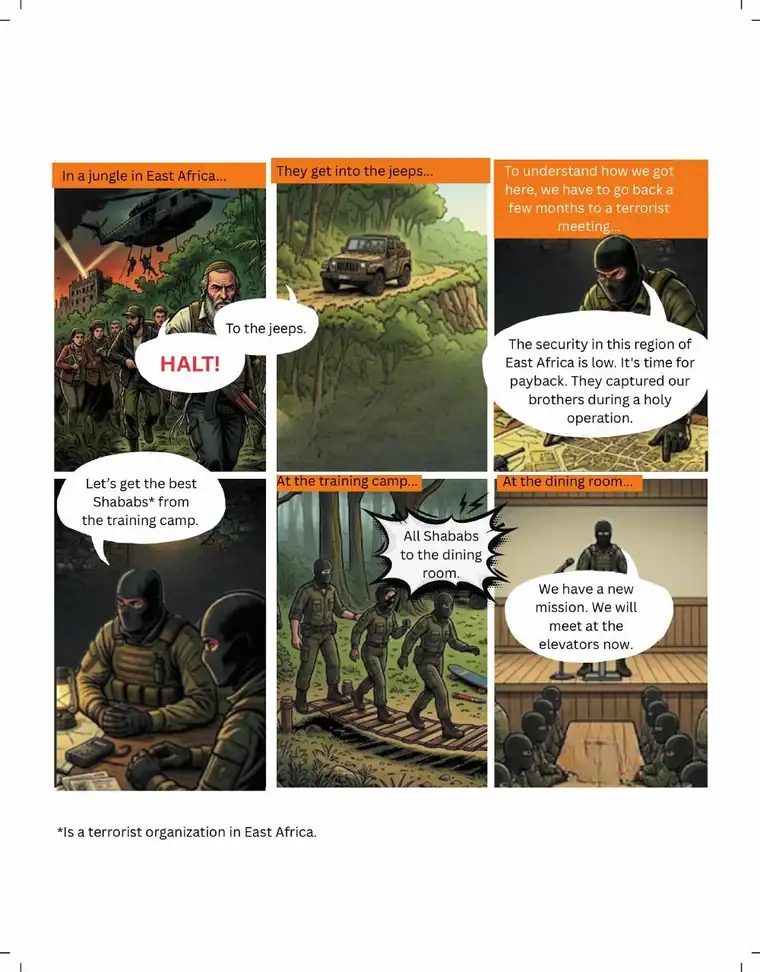 In a jungle in East Africa...
To the jeeps.
HALT!
They get into the jeeps...
To understand how we got
here, we have to go back a
few months to a terrorist
meeting...
The security in this region of
East Africa is low. It's time for
payback. They captured our
brothers during a holy
operation.
Let’s get the best
Shababs* from
the training camp.
At the training camp...
All Shababs
to the dining
room.
At the dining room...
We have a new
mission. We will
meet at the
elevators now.
*Is a terrorist organization in East Africa.